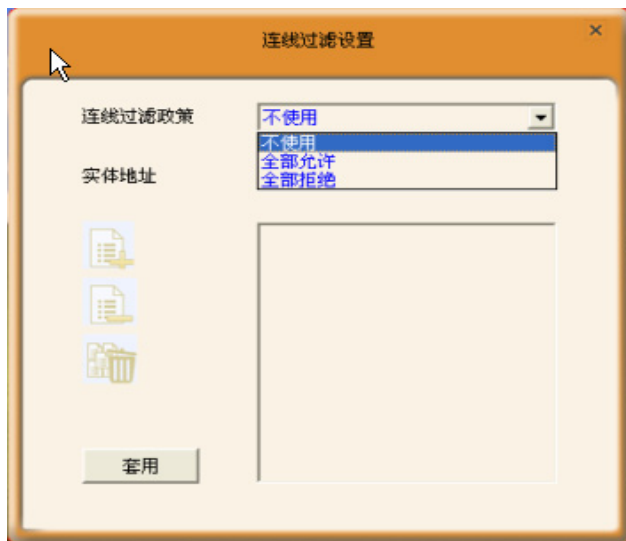 连线过滤设置
连线过滤政策
不使用
不使用
全部允许
全部拒绝
实体地址
套用